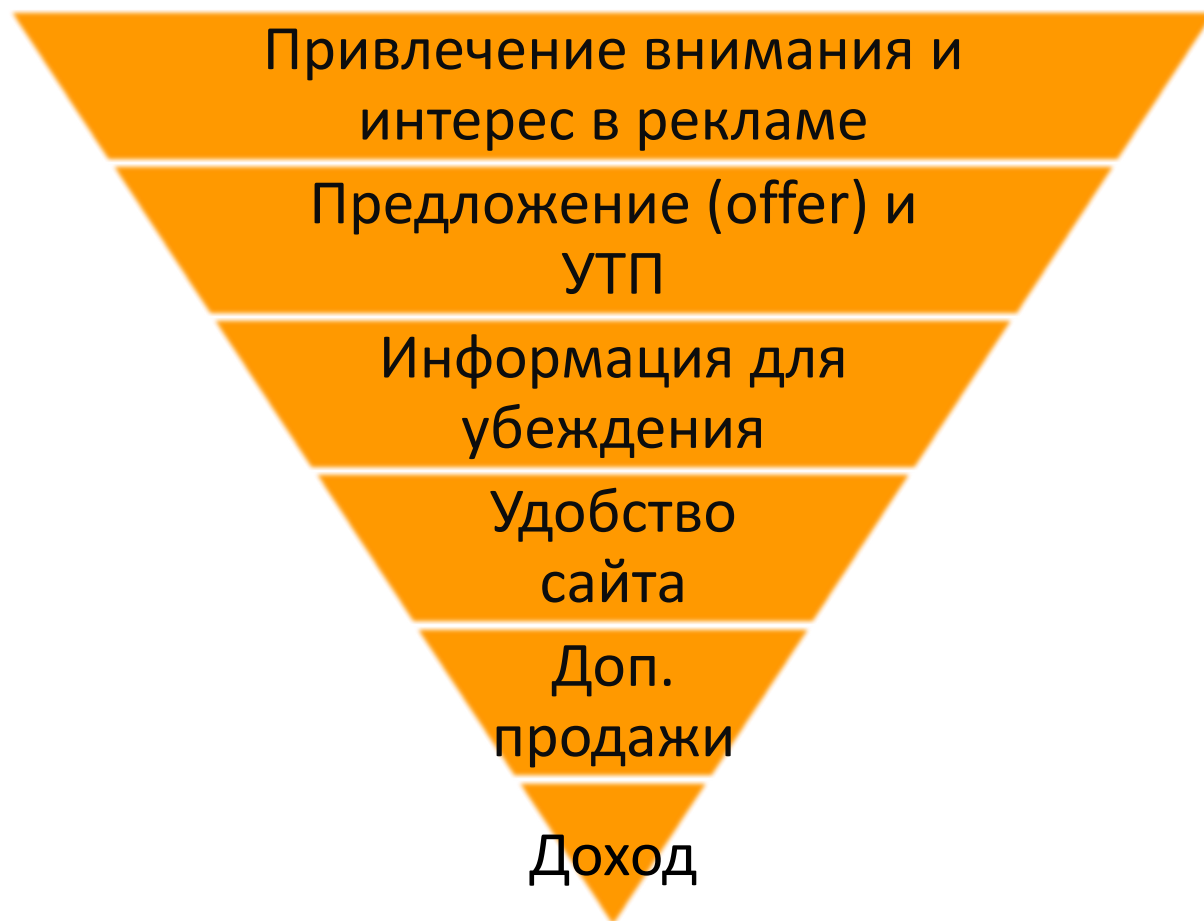 Привлечение внимания и
интерес в рекламе
Предложение (offer) и
УТП
Информация для
убеждения
Удобство
сайта
Доп.
продажи
Доход